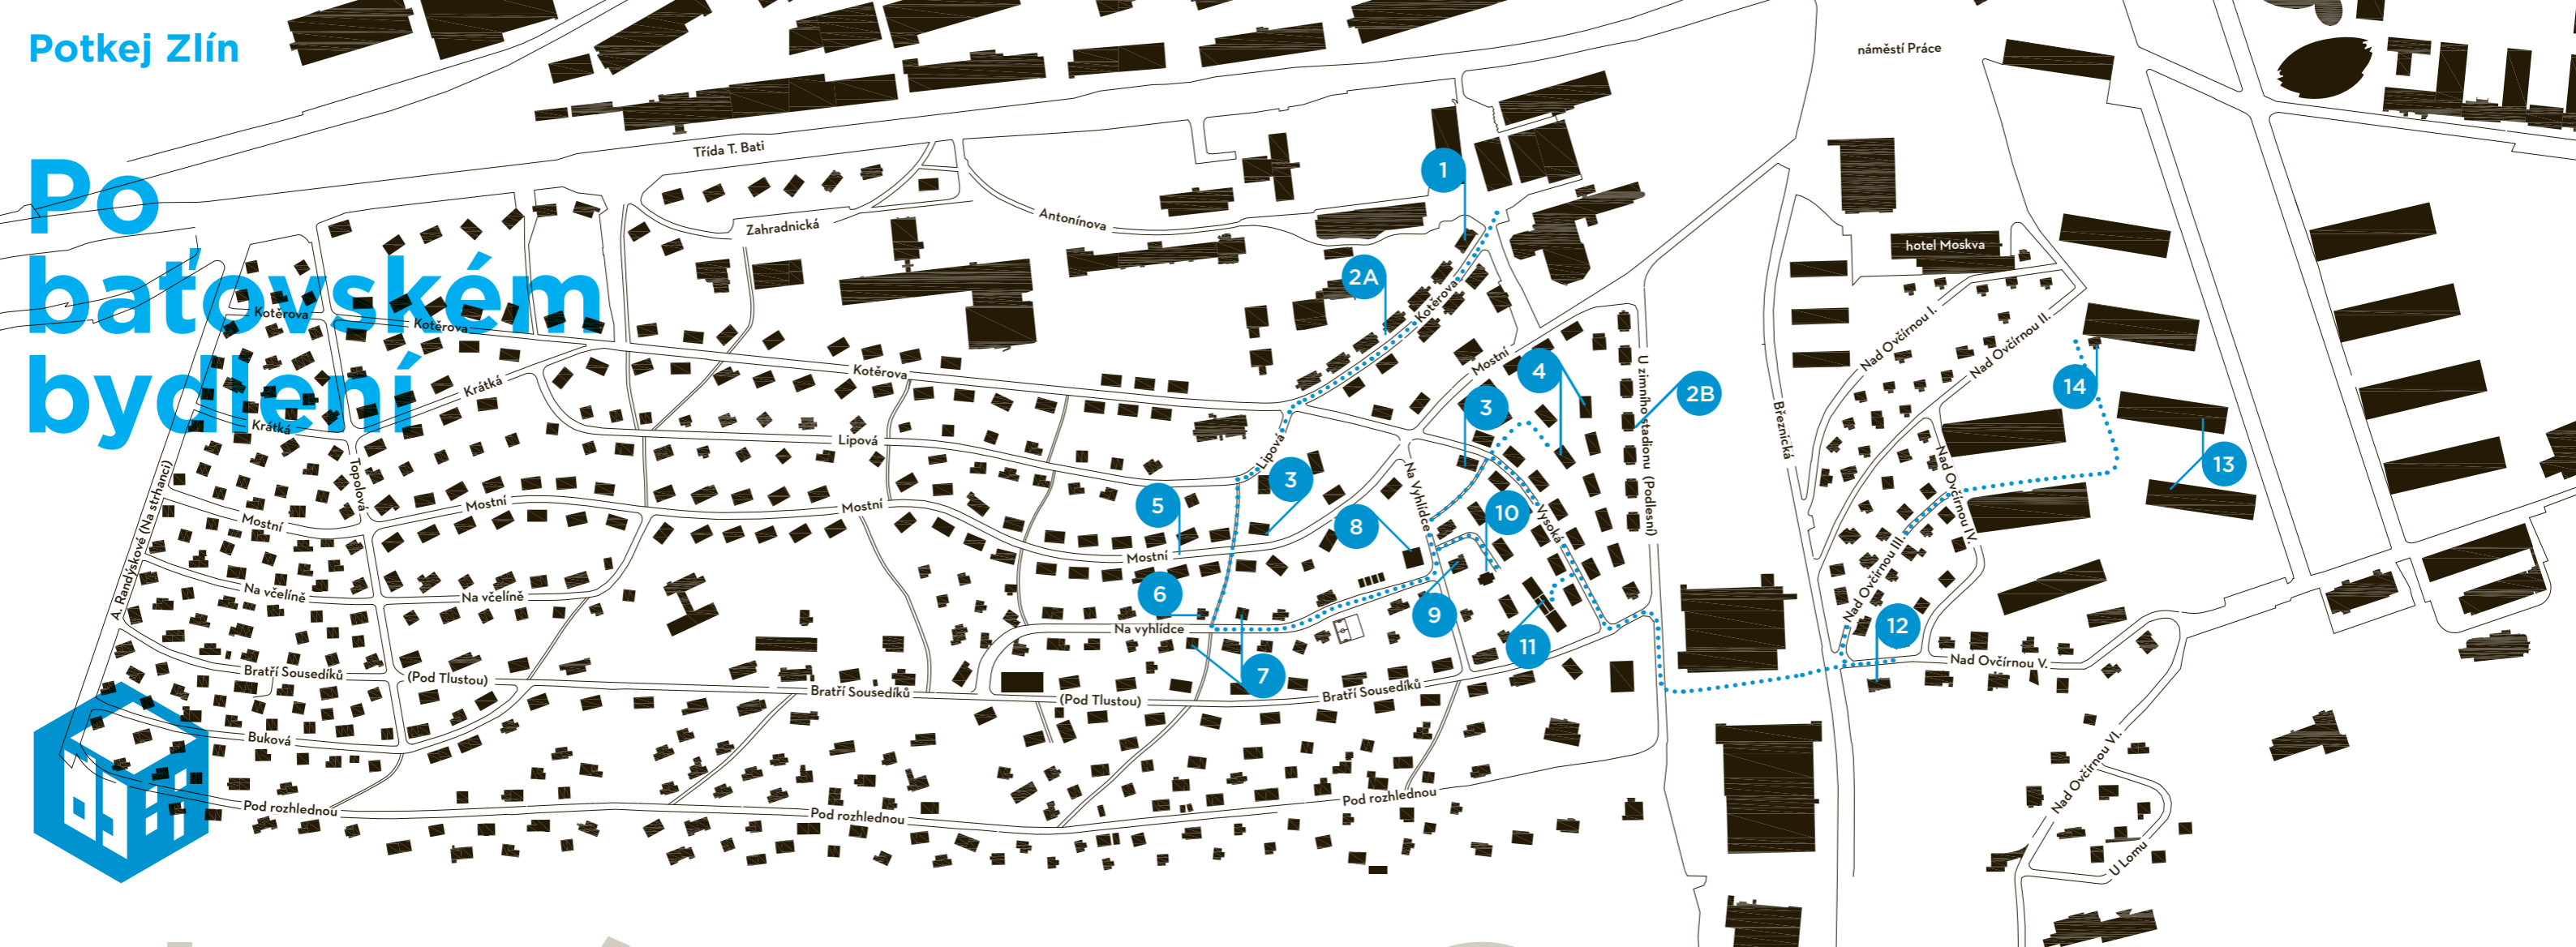 Potkej Zlín
Po
baťovském
bydlení
náměstí Práce
Třída T. Bati
Zahradnická
Antonínova
hotel Moskva
1
2A
Kotěrova
Kotěrova
Kotěrova
Kotěrova
Krátká
Krátká
Mostní
4
3
2B
U zimního stadionu (Podlesní)
Březnická
Nad Ovčírnou I.
Nad Ovčírnou II.
14
13
Lipová
Lipová
Topolová
A. Randýskové (Na strhanci)
Mostní
Mostní
Mostní
Mostní
5
3
8
10
Na Vyhlídce
Vysoká
Nad Ovčírnou III.
Nad Ovčírnou IV.
Na včelíně
Na včelíně
6
9
11
12
7
Na vyhlídce
Nad Ovčírnou V.
Bratří Sousedíků
(Pod Tlustou)
Bratří Sousedíků
(Pod Tlustou)
Bratří Sousedíků
Buková
Nad Ovčírnou VI.
U Lomu
Pod rozhlednou
Pod rozhlednou
Pod rozhlednou